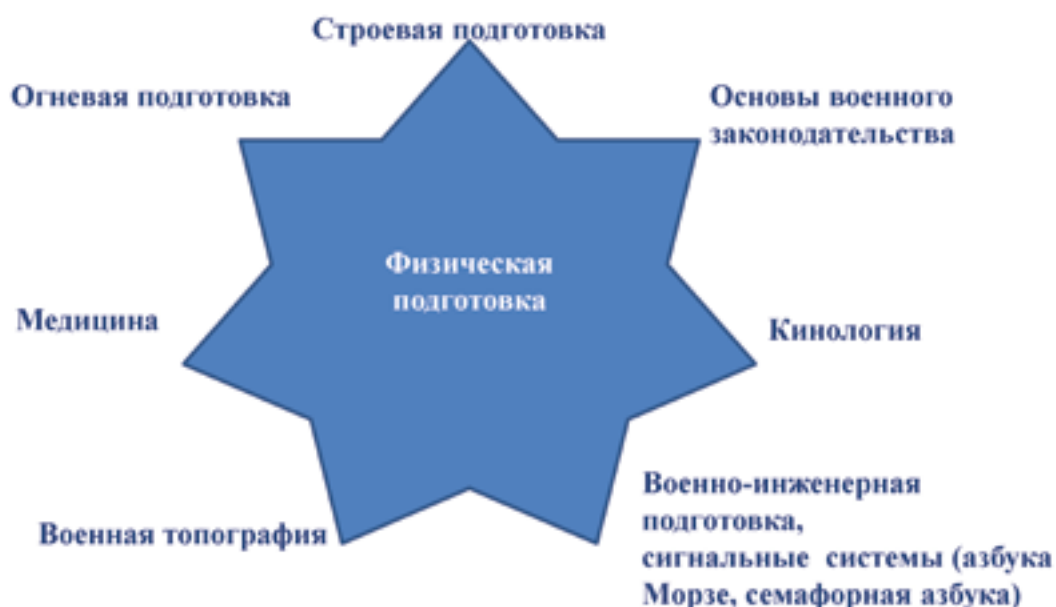 Строевая подготовка
Огневая подготовка
Основы военного
законодательства
Физическая
подготовка
Медицина
Кинология
Военно-инженерная
подготовка,
сигнальные системы (азбука
Морзе, семафорная азбука)
Военная топография